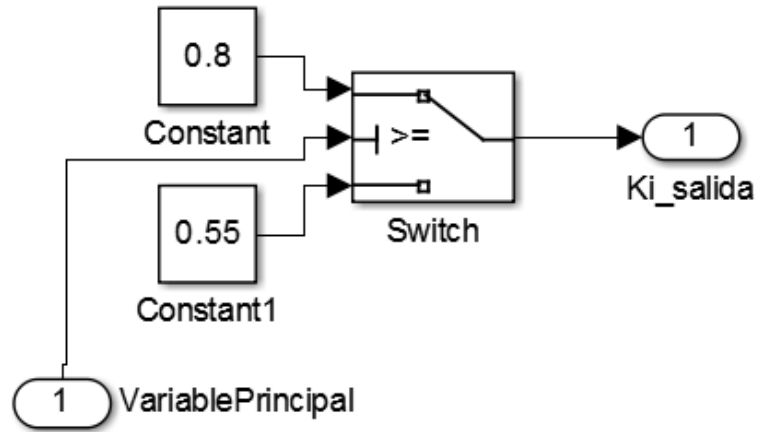 0.8
Constant
>=
1
Ki_salida
0.55
Switch
Constant1
1
VariablePrincipal